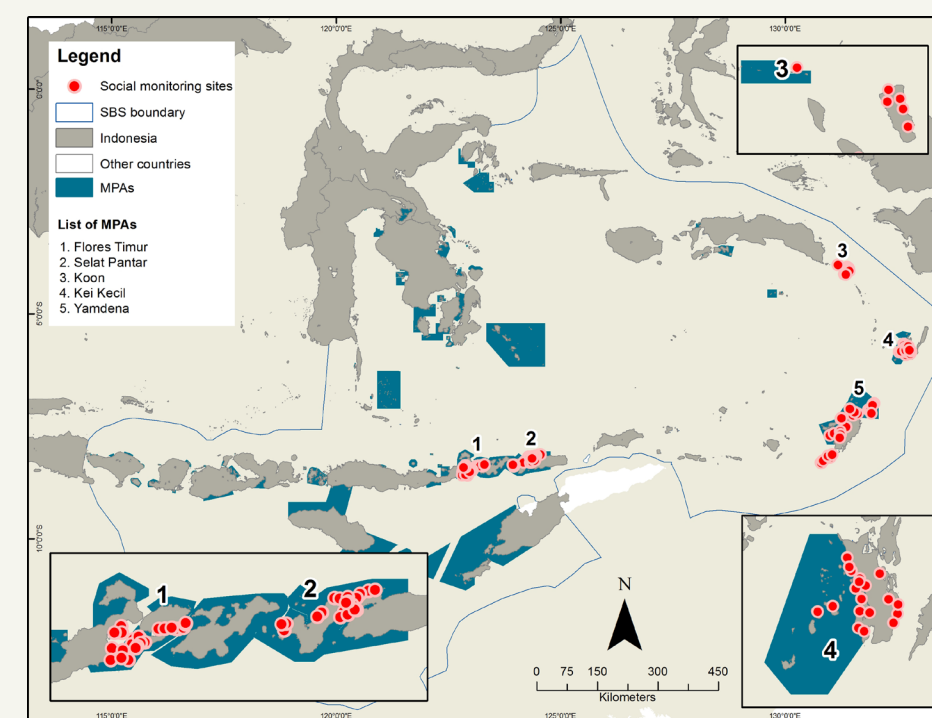 115°0'0"E
120°0'0"E
125°0'0"E
130°0'0"E
Legend
Social monitoring sites
SBS boundary
Indonesia
Other countries
MPAs
List of MPAs
1. Flores Timur
2. Selat Pantar
3. Koon
4. Kei Kecil
5. Yamdena
0°0'0"
5°0'0"S
10°0'0"S
3
3
4
5
1
2
1
2
4
N
0 75 150 300 450
Kilometers
115°0'0"E
120°0'0"E
125°0'0"E
130°0'0"E